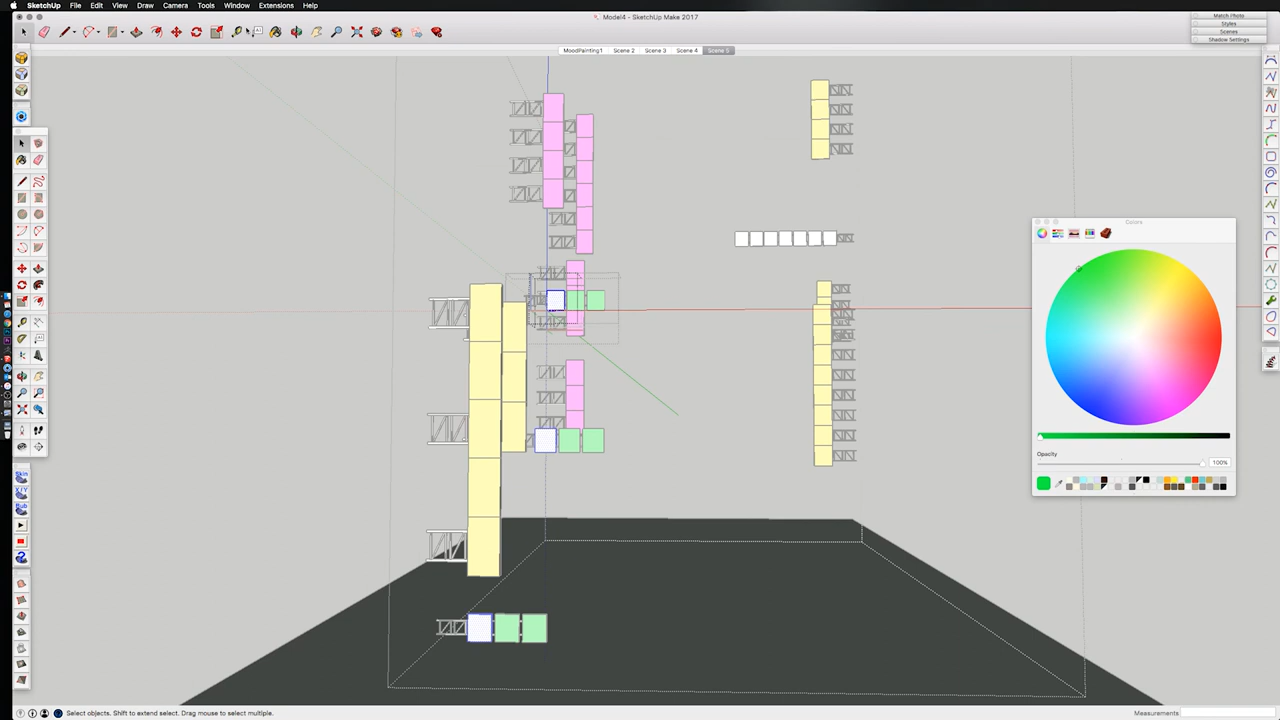 SketchUp File Edit View Draw Camera Tools Window Extensions Help
Model4 - SketchUp Make 2017
Match Photo
Styles
Scenes
Shadow Settings
MoodPainting1 Scene 2 Scene 3 Scene 4 Scene 5
Colors
Opacity
100%
Skin
X/Y
Bub
Select objects. Shift to extend select. Drag mouse to select multiple.
Measurements